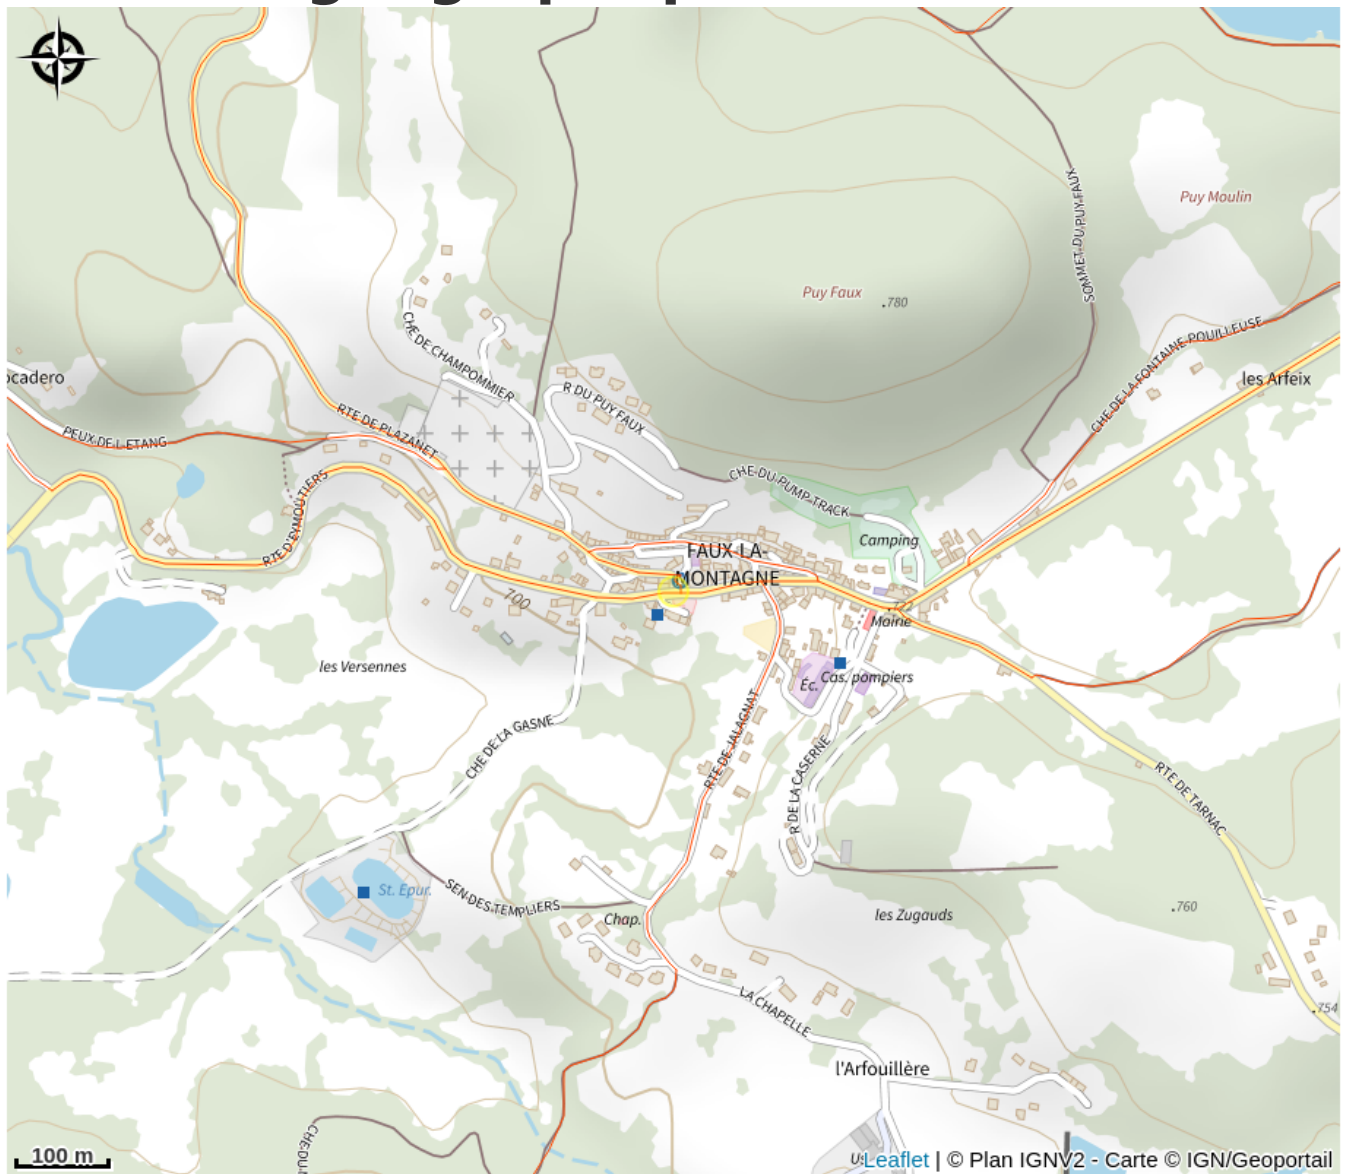 Puy Moulin
SOMMET DU PUY FAUX
Puy Faux
780
CHE DE LA FONTAINE POUILLEUSE
CHE DE CHAMPOMMIER
ocadero
les Arfeix
R DU PUY FAUX
RTE DE PLAZANET
PEUX DE L'ETANG
CHE DU PUMP TRACK
RTE D'EYMOUTIERS
Camping
FAUX-LA-
MONTAGNE
700
722
Mairie
les Versennes
Éc.
Cas. pompiers
CHE DE LA GASNE
RTE DE JALAGNAT
R DE LA CASERNE
RTE DE TARNAC
St. Epur.
SEN DES TEMPLIERS
Chap.
les Zugauds
760
LA CHAPELLE
754
l'Arfouillère
CHE DU
100 m
Leaflet | © Plan IGNV2 - Carte © IGN/Geoportail